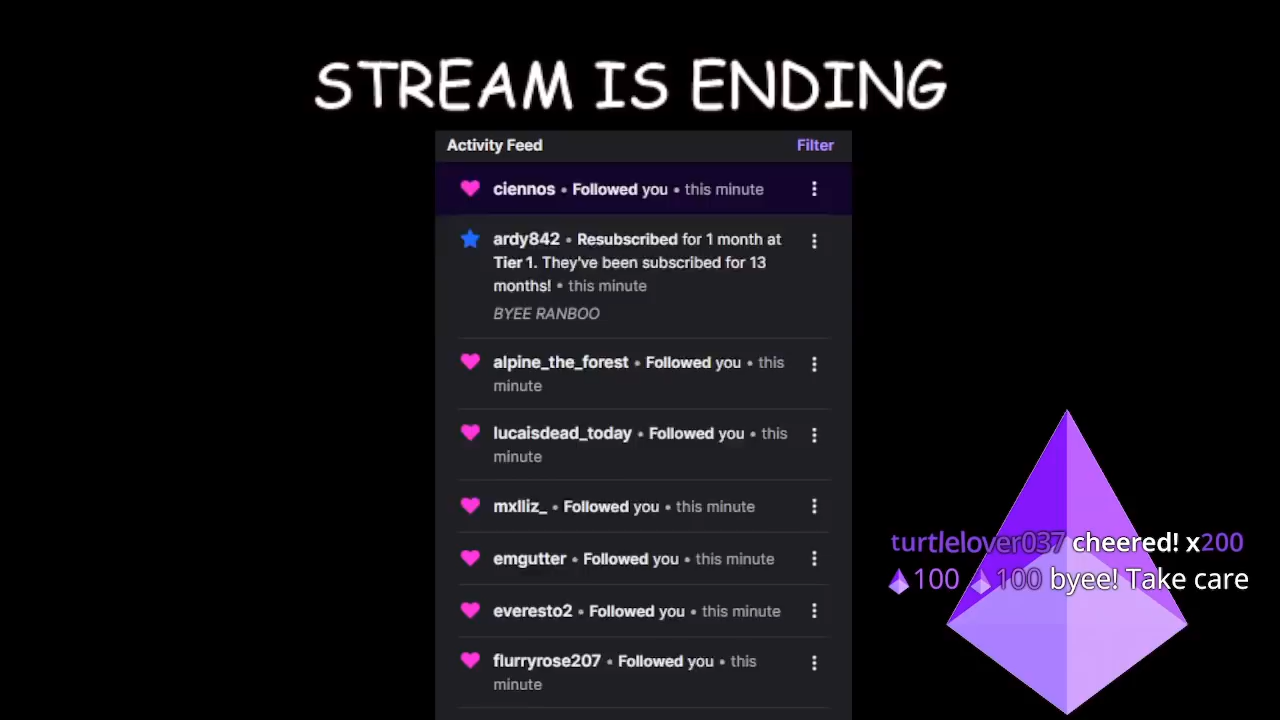 STREAM IS ENDING
Activity Feed Filter
ciennos • Followed you • this minute
ardy842 • Resubscribed for 1 month at
Tier 1. They've been subscribed for 13
months! • this minute
BYEE RANBOO
alpine_the_forest • Followed you • this
minute
lucaisdead_today • Followed you • this
minute
mxlliz_ • Followed you • this minute
emgutter • Followed you • this minute
everesto2 • Followed you • this minute
flurryrose207 • Followed you • this
minute
turtlelover037 cheered! x200
100 100 byee! Take care